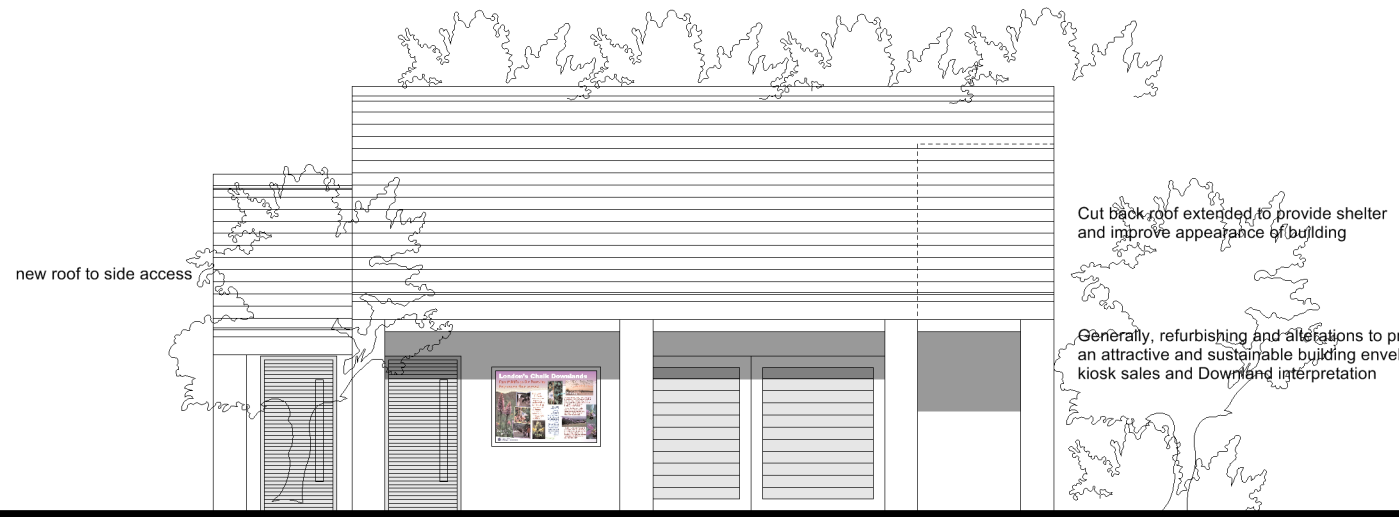 new roof to side access
Cut back roof extended to provide shelter
and improve appearance of building
Generally, refurbishing and alterations to pr
an attractive and sustainable building envel
kiosk sales and Downland interpretation
London's Chalk Downlands